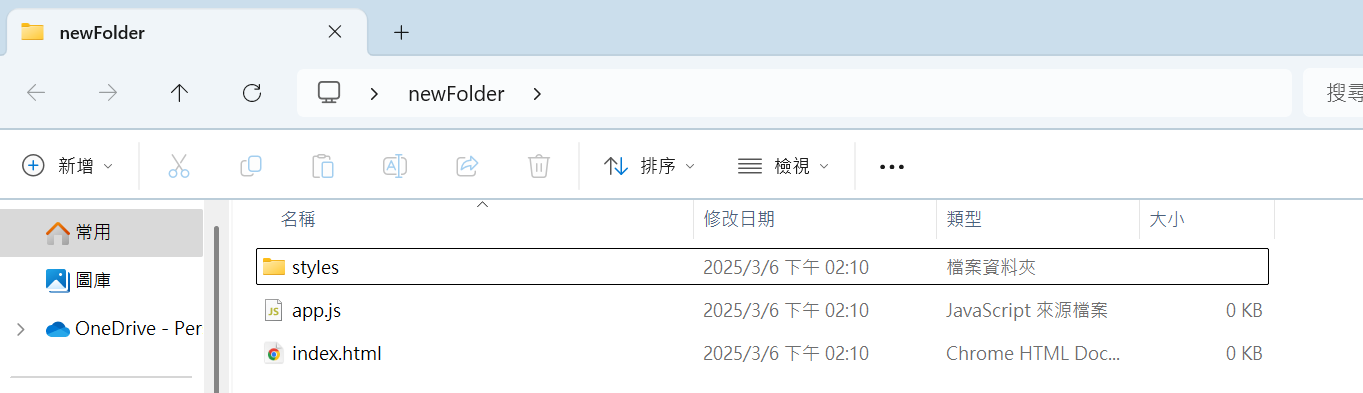 newFolder
newFolder
搜尋
新增 排序 檢視
名稱 修改日期 類型 大小
常用
圖庫
OneDrive - Per
styles 2025/3/6 下午 02:10 檔案資料夾
JS app.js 2025/3/6 下午 02:10 JavaScript 來源檔案 0 KB
index.html 2025/3/6 下午 02:10 Chrome HTML Doc... 0 KB